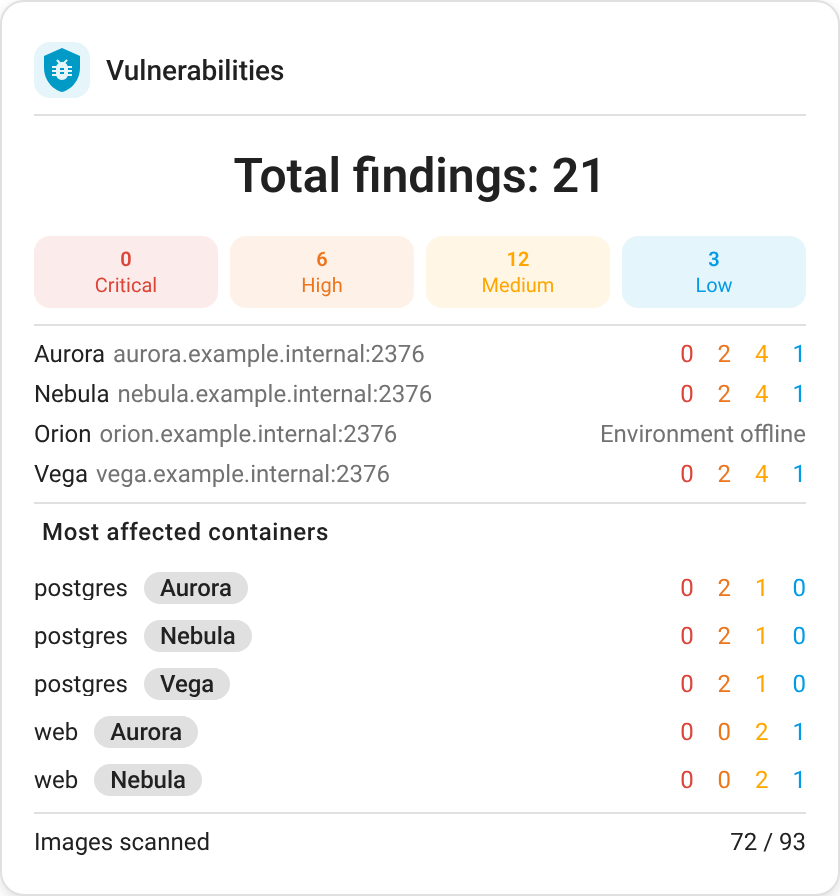 Vulnerabilities
Total findings: 21
0 6 12 3
Critical High Medium Low
Aurora aurora.example.internal:2376 0 2 4 1
Nebula nebula.example.internal:2376 0 2 4 1
Orion orion.example.internal:2376 Environment offline
Vega vega.example.internal:2376 0 2 4 1
Most affected containers
postgres Aurora 0 2 1 0
postgres Nebula 0 2 1 0
postgres Vega 0 2 1 0
web Aurora 0 0 2 1
web Nebula 0 0 2 1
Images scanned 72 / 93